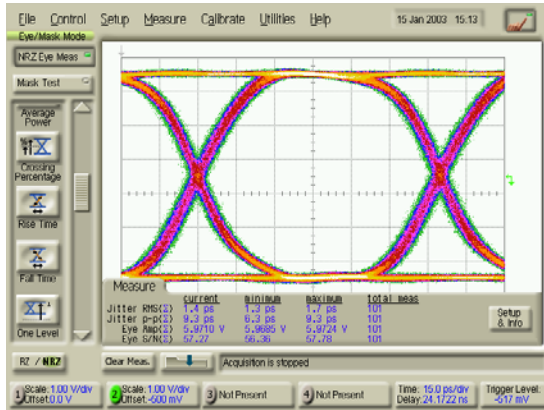 File Control Setup Measure Calibrate Utilities Help 15 Jan 2003 15:13
Eye/Mask Mode
NRZ Eye Meas
Mask Test
Average
Power
Crossing
Percentage
Rise Time
Fall Time
One Level
Measure
current minimum maximum total meas
Jitter RMS(Σ) 1.4 ps 1.3 ps 1.7 ps 101
Jitter p-p(Σ) 9.3 ps 6.3 ps 9.3 ps 101
Eye Amp(Σ) 5.9710 V 5.9685 V 5.9724 V 101
Eye S/N(Σ) 57.27 56.36 57.78 101
Setup
& Info
RZ / NRZ
Clear Meas.
Acquisition is stopped
1 Scale: 1.00 V/div
Offset: 0.0 V
2 Scale: 1.00 V/div
Offset: -500 mV
3 Not Present
4 Not Present
Time: 15.0 ps/div
Delay: 24.1722 ns
Trigger Level:
-517 mV